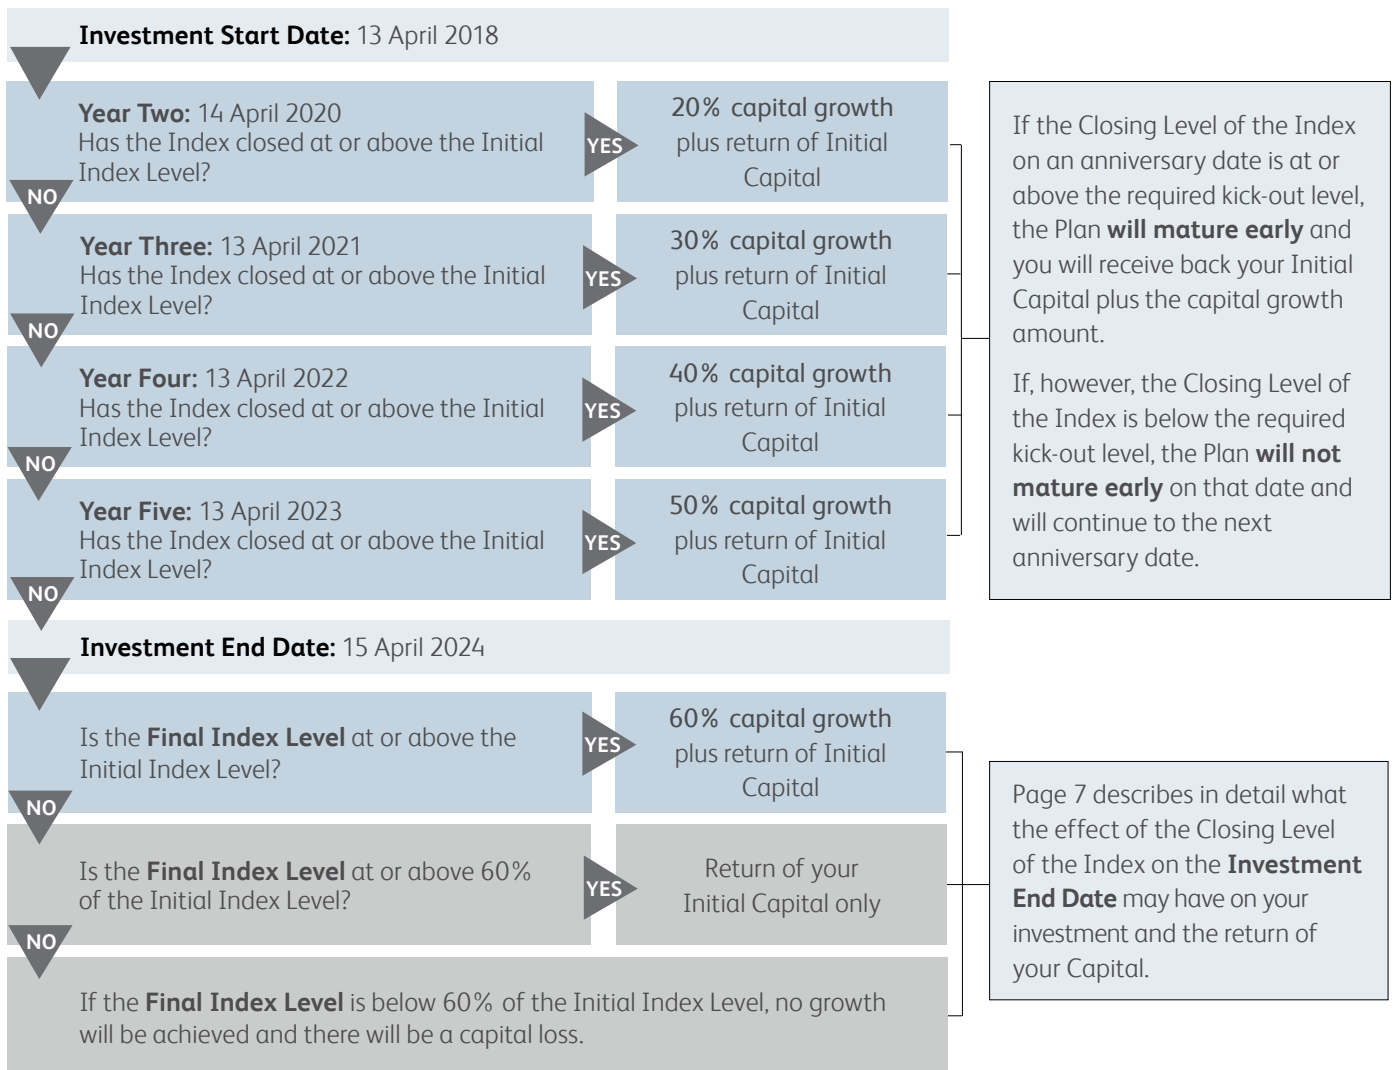 Investment Start Date: 13 April 2018
Year Two: 14 April 2020
Has the Index closed at or above the Initial
Index Level?
YES
20% capital growth
plus return of Initial
Capital
NO
Year Three: 13 April 2021
Has the Index closed at or above the Initial
Index Level?
YES
30% capital growth
plus return of Initial
Capital
NO
Year Four: 13 April 2022
Has the Index closed at or above the Initial
Index Level?
YES
40% capital growth
plus return of Initial
Capital
NO
Year Five: 13 April 2023
Has the Index closed at or above the Initial
Index Level?
YES
50% capital growth
plus return of Initial
Capital
NO
If the Closing Level of the Index
on an anniversary date is at or
above the required kick-out level,
the Plan will mature early and
you will receive back your Initial
Capital plus the capital growth
amount.
If, however, the Closing Level of
the Index is below the required
kick-out level, the Plan will not
mature early on that date and
will continue to the next
anniversary date.
Investment End Date: 15 April 2024
Is the Final Index Level at or above the
Initial Index Level?
YES
60% capital growth
plus return of Initial
Capital
NO
Is the Final Index Level at or above 60%
of the Initial Index Level?
YES
Return of your
Initial Capital only
NO
If the Final Index Level is below 60% of the Initial Index Level, no growth
will be achieved and there will be a capital loss.
Page 7 describes in detail what
the effect of the Closing Level
of the Index on the Investment
End Date may have on your
investment and the return of
your Capital.